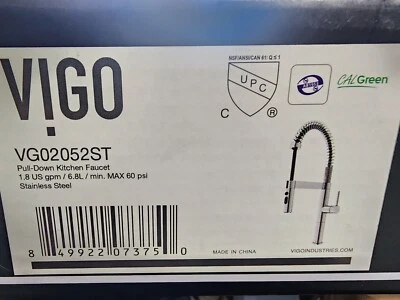 VIGO
NSF/ANSI/CAN 61: Q ≤ 1
UPC
C ®
CALGreen
VG02052ST
Pull-Down Kitchen Faucet
1.8 US gpm / 6.8L / min. MAX 60 psi
Stainless Steel
8 49922 07375 0
MADE IN CHINA
VIGOINDUSTRIES.COM